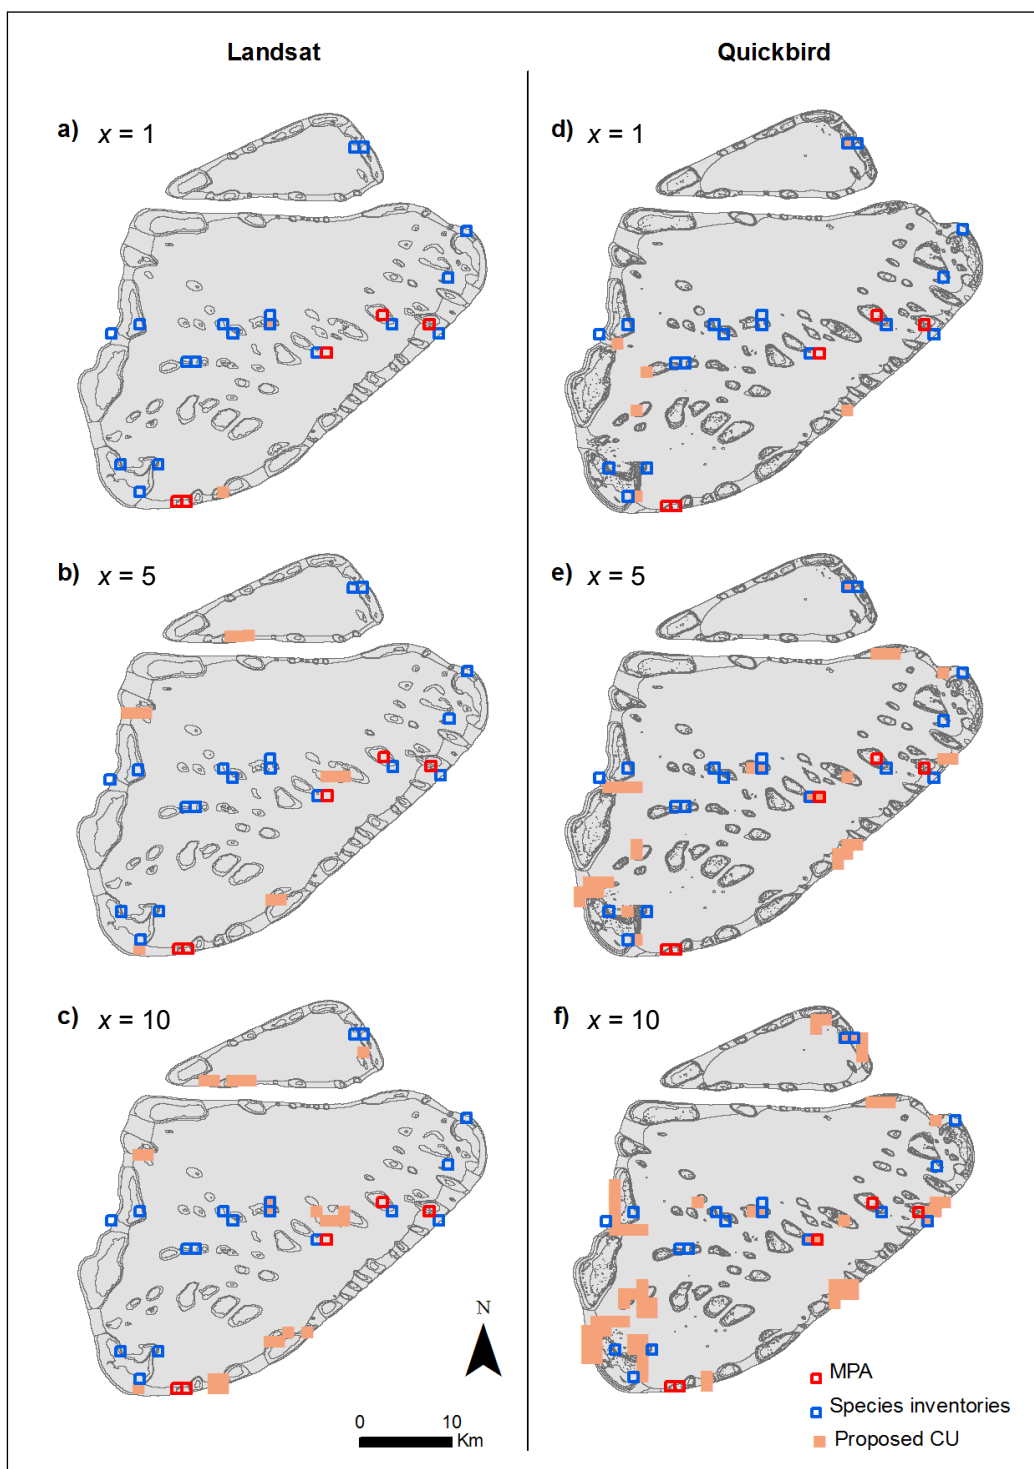 Landsat
Quickbird
a) x = 1
d) x = 1
b) x = 5
e) x = 5
c) x = 10
f) x = 10
N
MPA
Species inventories
Proposed CU
0 10
Km